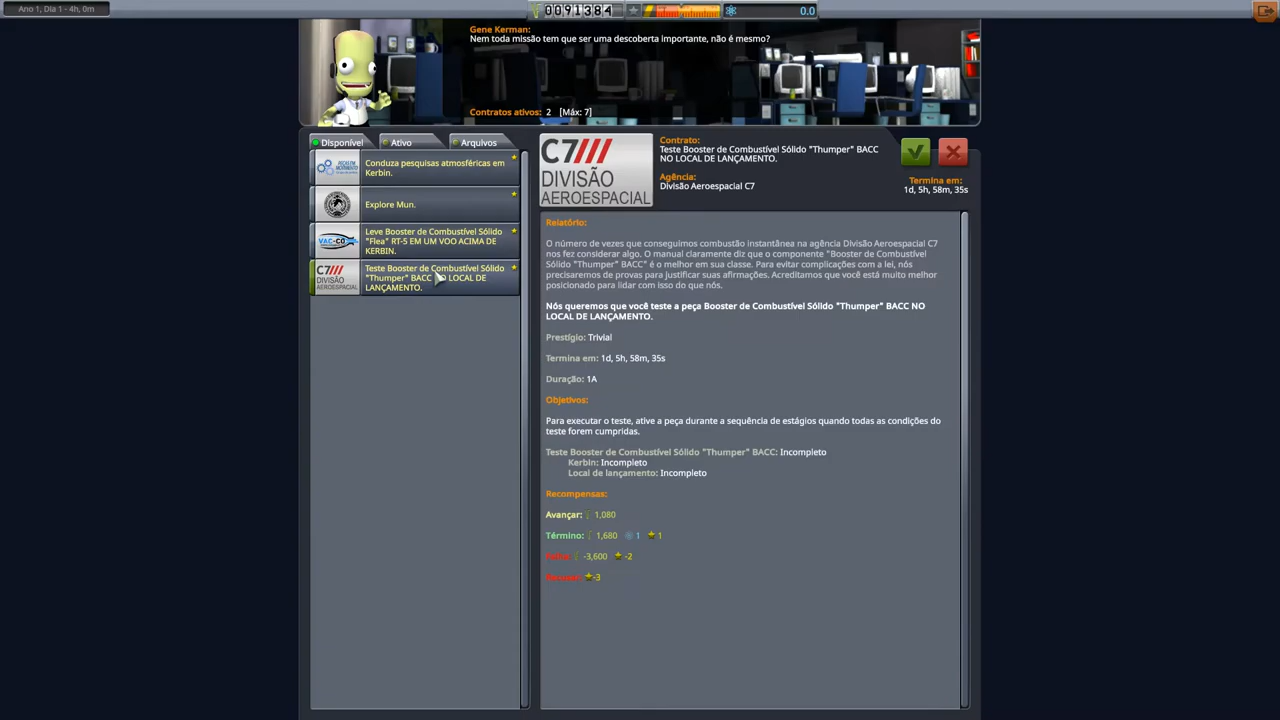 Ano 1, Dia 1 - 4h, 0m
0091384
0.0
Gene Kerman:
Nem toda missão tem que ser uma descoberta importante, não é mesmo?
Contratos ativos: 2 [Máx: 7]
Disponível
Ativo
Arquivos
Conduza pesquisas atmosféricas em
Kerbin.
Explore Mun.
VAC-CO
Leve Booster de Combustível Sólido
"Flea" RT-5 EM UM VOO ACIMA DE
KERBIN.
C7///
DIVISÃO
AEROESPACIAL
Teste Booster de Combustível Sólido
"Thumper" BACC LOCAL DE
LANÇAMENTO.
C7///
DIVISÃO
AEROESPACIAL
Contrato:
Teste Booster de Combustível Sólido "Thumper" BACC
NO LOCAL DE LANÇAMENTO.
Agência:
Divisão Aeroespacial C7
Termina em:
1d, 5h, 58m, 35s
Relatório:
O número de vezes que conseguimos combustão instantânea na agência Divisão Aeroespacial C7
nos fez considerar algo. O manual claramente diz que o componente "Booster de Combustível
Sólido "Thumper" BACC" é o melhor em sua classe. Para evitar complicações com a lei, nós
precisaremos de provas para justificar suas afirmações. Acreditamos que você está muito melhor
posicionado para lidar com isso do que nós.
Nós queremos que você teste a peça Booster de Combustível Sólido "Thumper" BACC NO
LOCAL DE LANÇAMENTO.
Prestígio: Trivial
Termina em: 1d, 5h, 58m, 35s
Duração: 1A
Objetivos:
Para executar o teste, ative a peça durante a sequência de estágios quando todas as condições do
teste forem cumpridas.
Teste Booster de Combustível Sólido "Thumper" BACC: Incompleto
Kerbin: Incompleto
Local de lançamento: Incompleto
Recompensas:
Avançar: 1,080
Término: 1,680 1 1
-3,600 -2
Recusar: -3